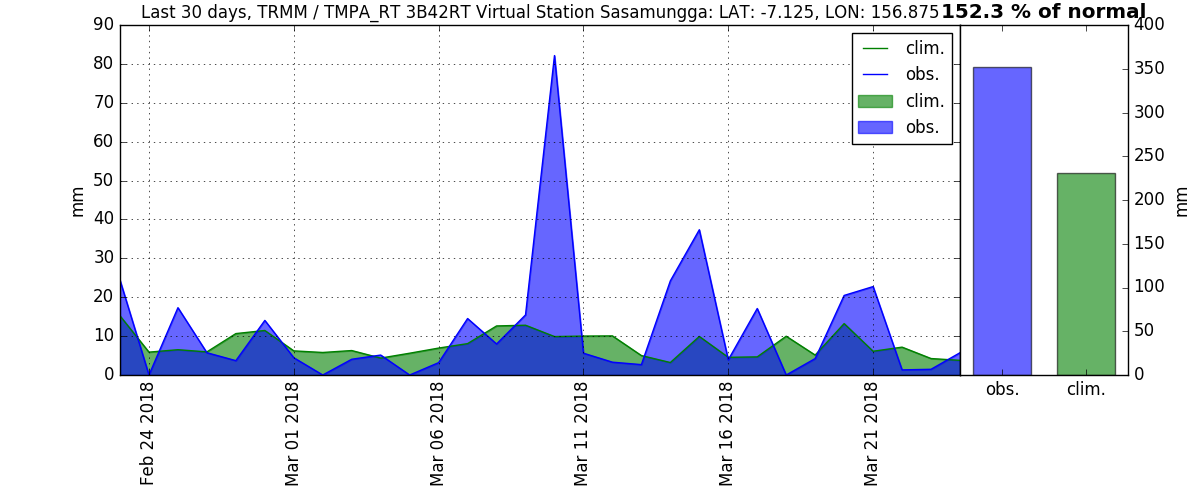 Last 30 days, TRMM / TMPA_RT 3B42RT Virtual Station Sasamungga: LAT: -7.125, LON: 156.875
152.3 % of normal
90
80
70
60
50
40
30
20
10
0
mm
clim.
obs.
clim.
obs.
Feb 24 2018
Mar 01 2018
Mar 06 2018
Mar 11 2018
Mar 16 2018
Mar 21 2018
400
350
300
250
200
150
100
50
0
mm
obs.
clim.